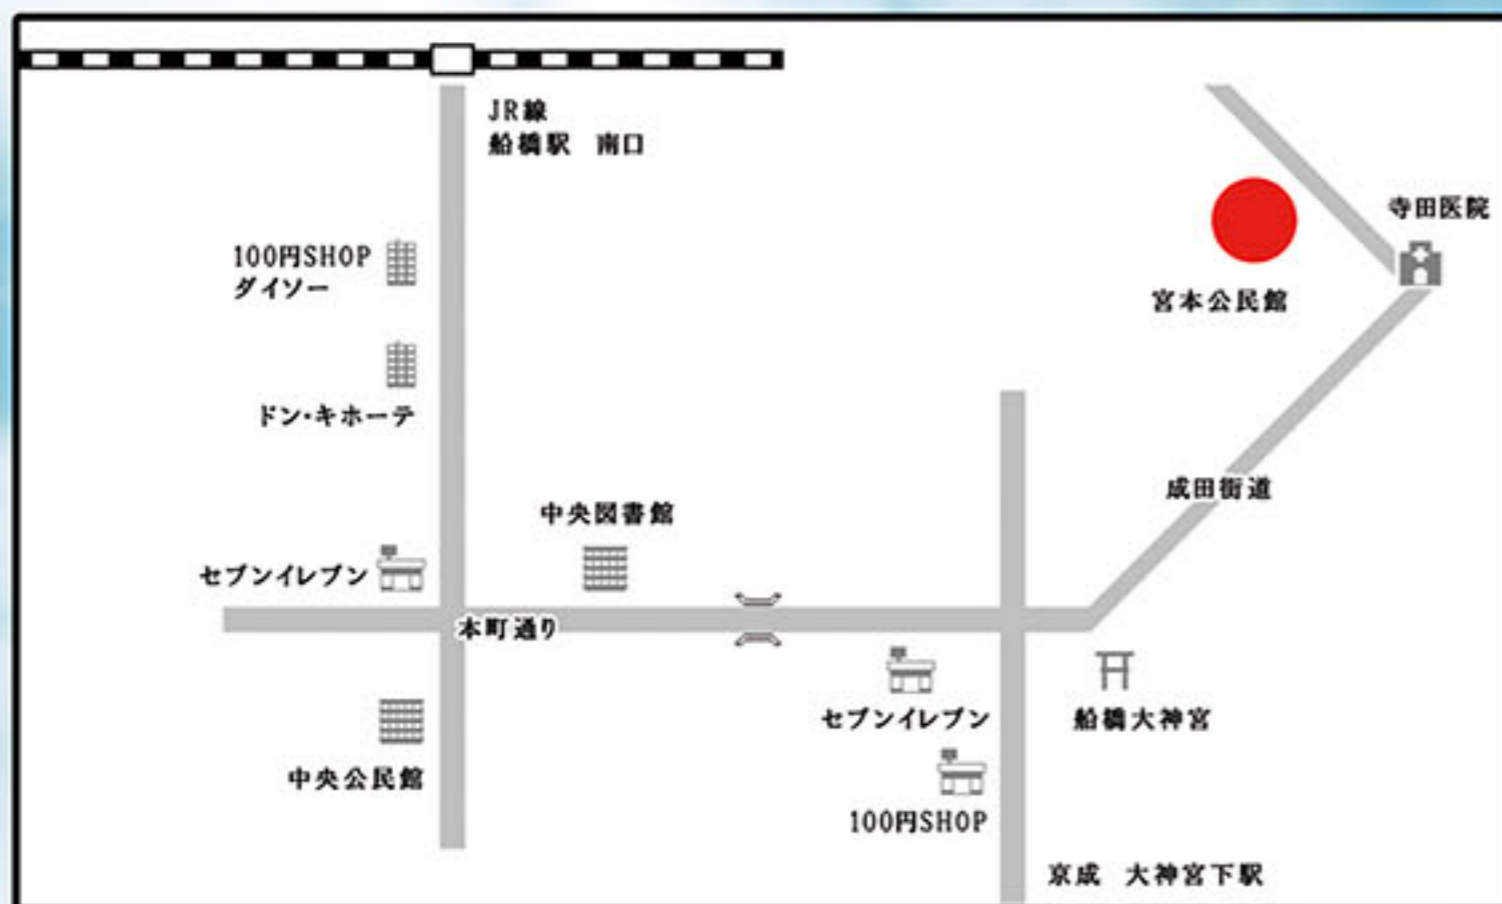 JR線
船橋駅 南口
寺田医院
100円SHOP
ダイソー
宮本公民館
ドン・キホーテ
成田街道
中央図書館
セブンイレブン
本町通り
セブンイレブン
船橋大神宮
中央公民館
100円SHOP
京成 大神宮下駅